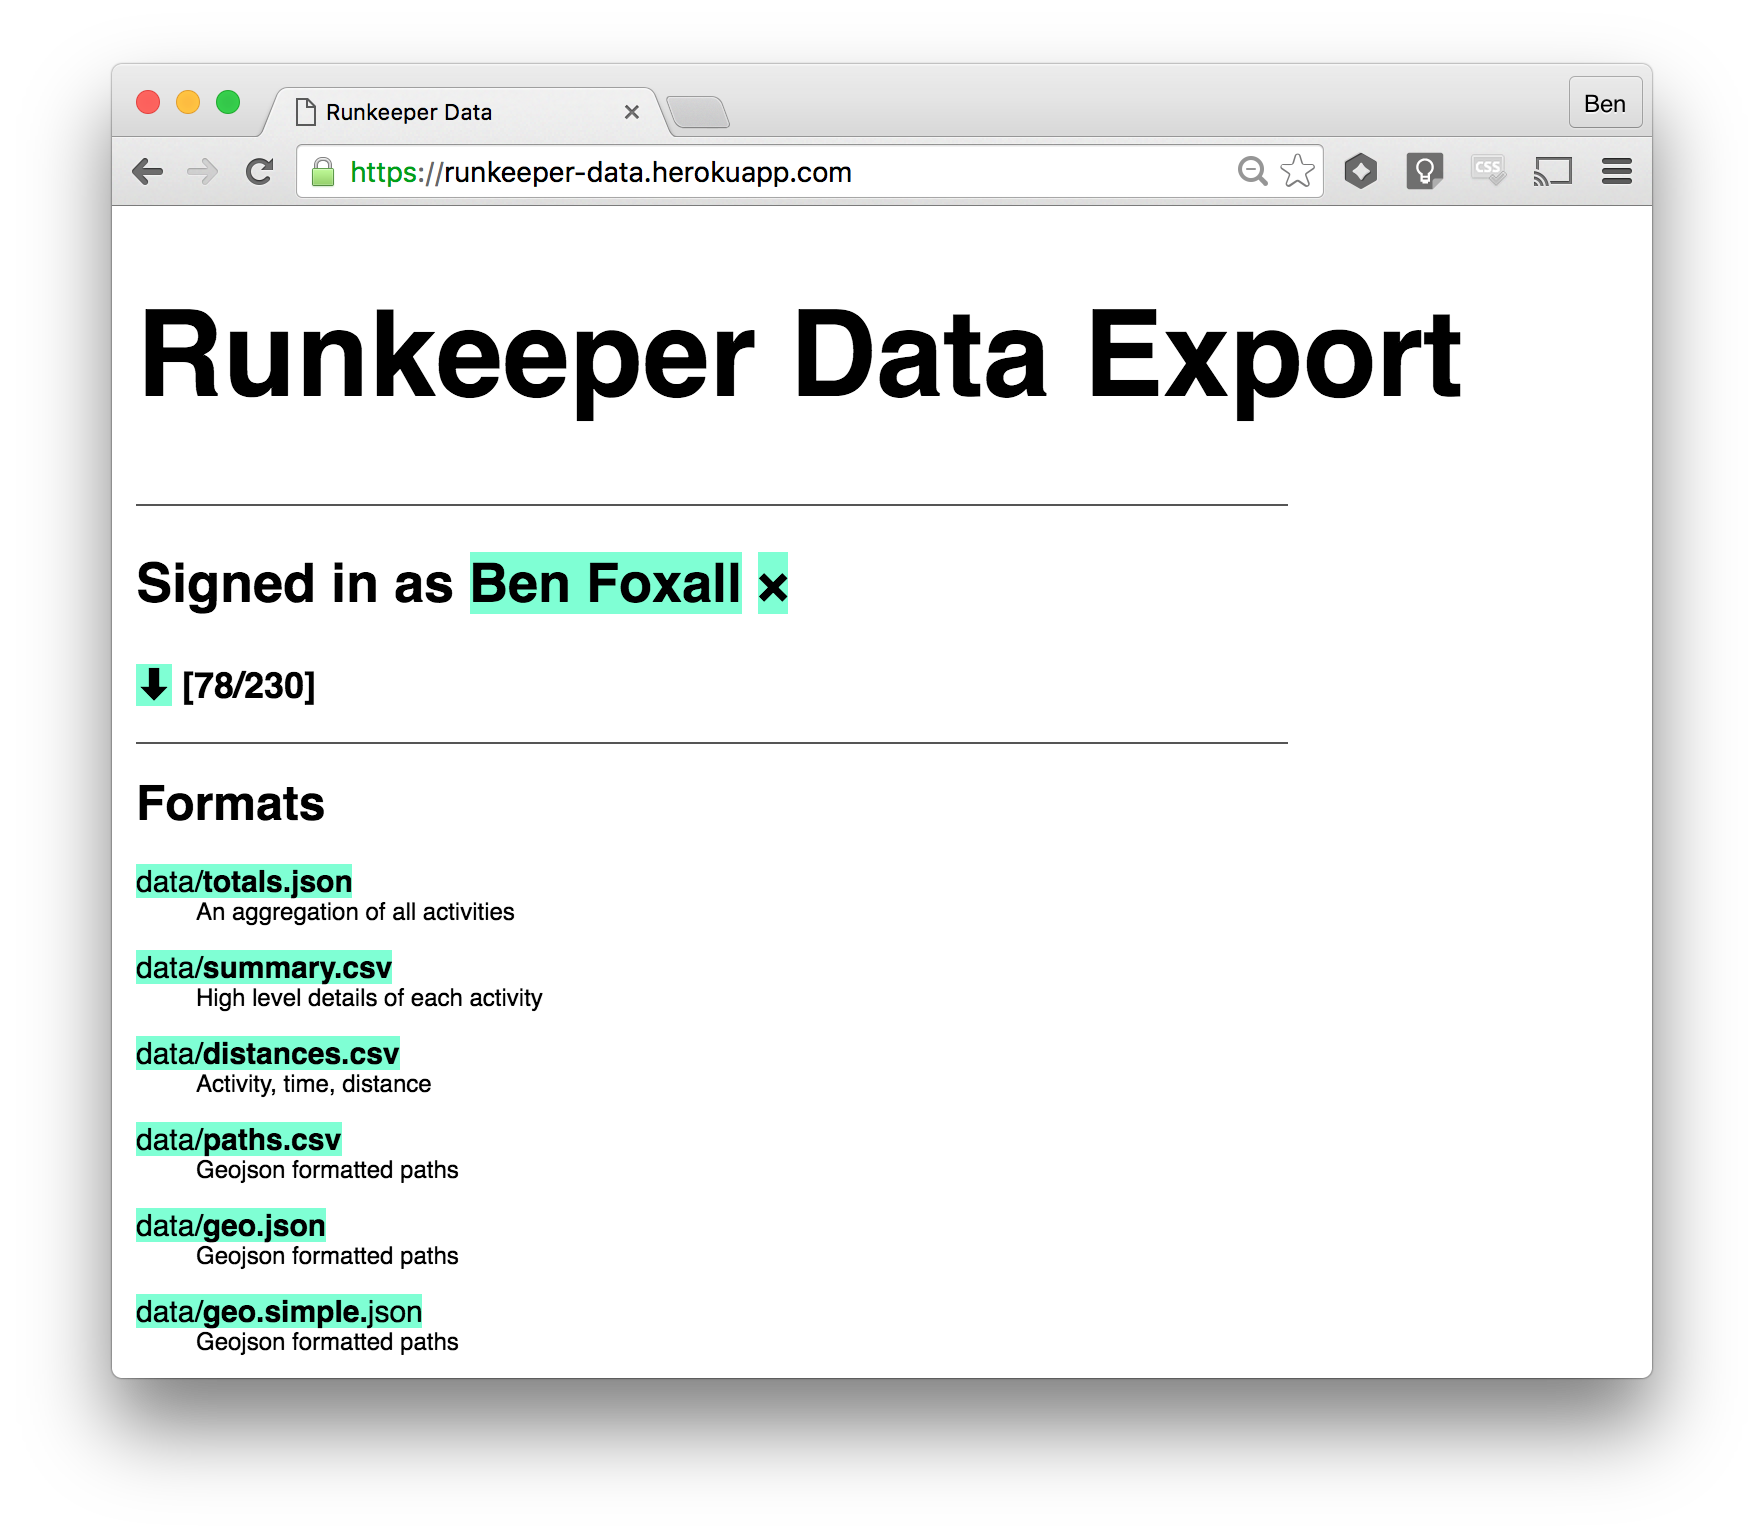 Runkeeper Data
Ben
https://runkeeper-data.herokuapp.com
CSS
Runkeeper Data Export
Signed in as Ben Foxall ×
[78/230]
Formats
data/totals.json
An aggregation of all activities
data/summary.csv
High level details of each activity
data/distances.csv
Activity, time, distance
data/paths.csv
Geojson formatted paths
data/geo.json
Geojson formatted paths
data/geo.simple.json
Geojson formatted paths